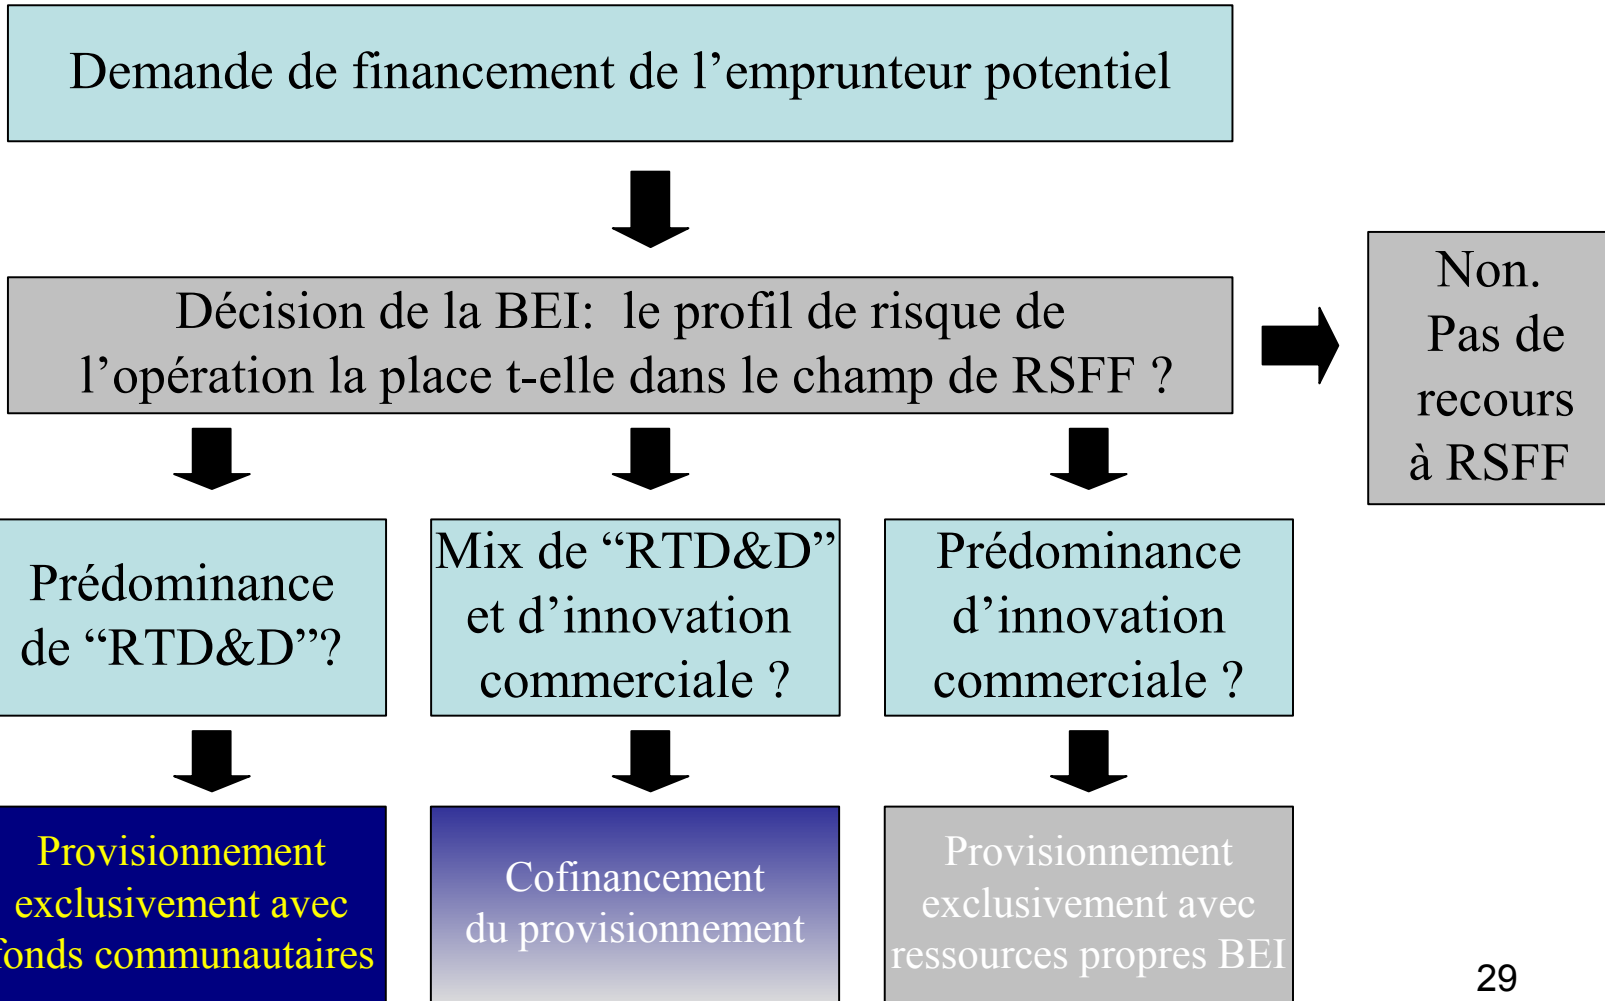 Demande de financement de l’emprunteur potentiel
Décision de la BEI:  le profil de risque de
l’opération la place t-elle dans le champ de RSFF ?
Non.
Pas de
recours
à RSFF
Prédominance
de “RTD&D”?
Mix de “RTD&D”
et d’innovation
commerciale ?
Prédominance
d’innovation
commerciale ?
Provisionnement
exclusivement avec
fonds communautaires
Cofinancement
du provisionnement
Provisionnement
exclusivement avec
ressources propres BEI
29